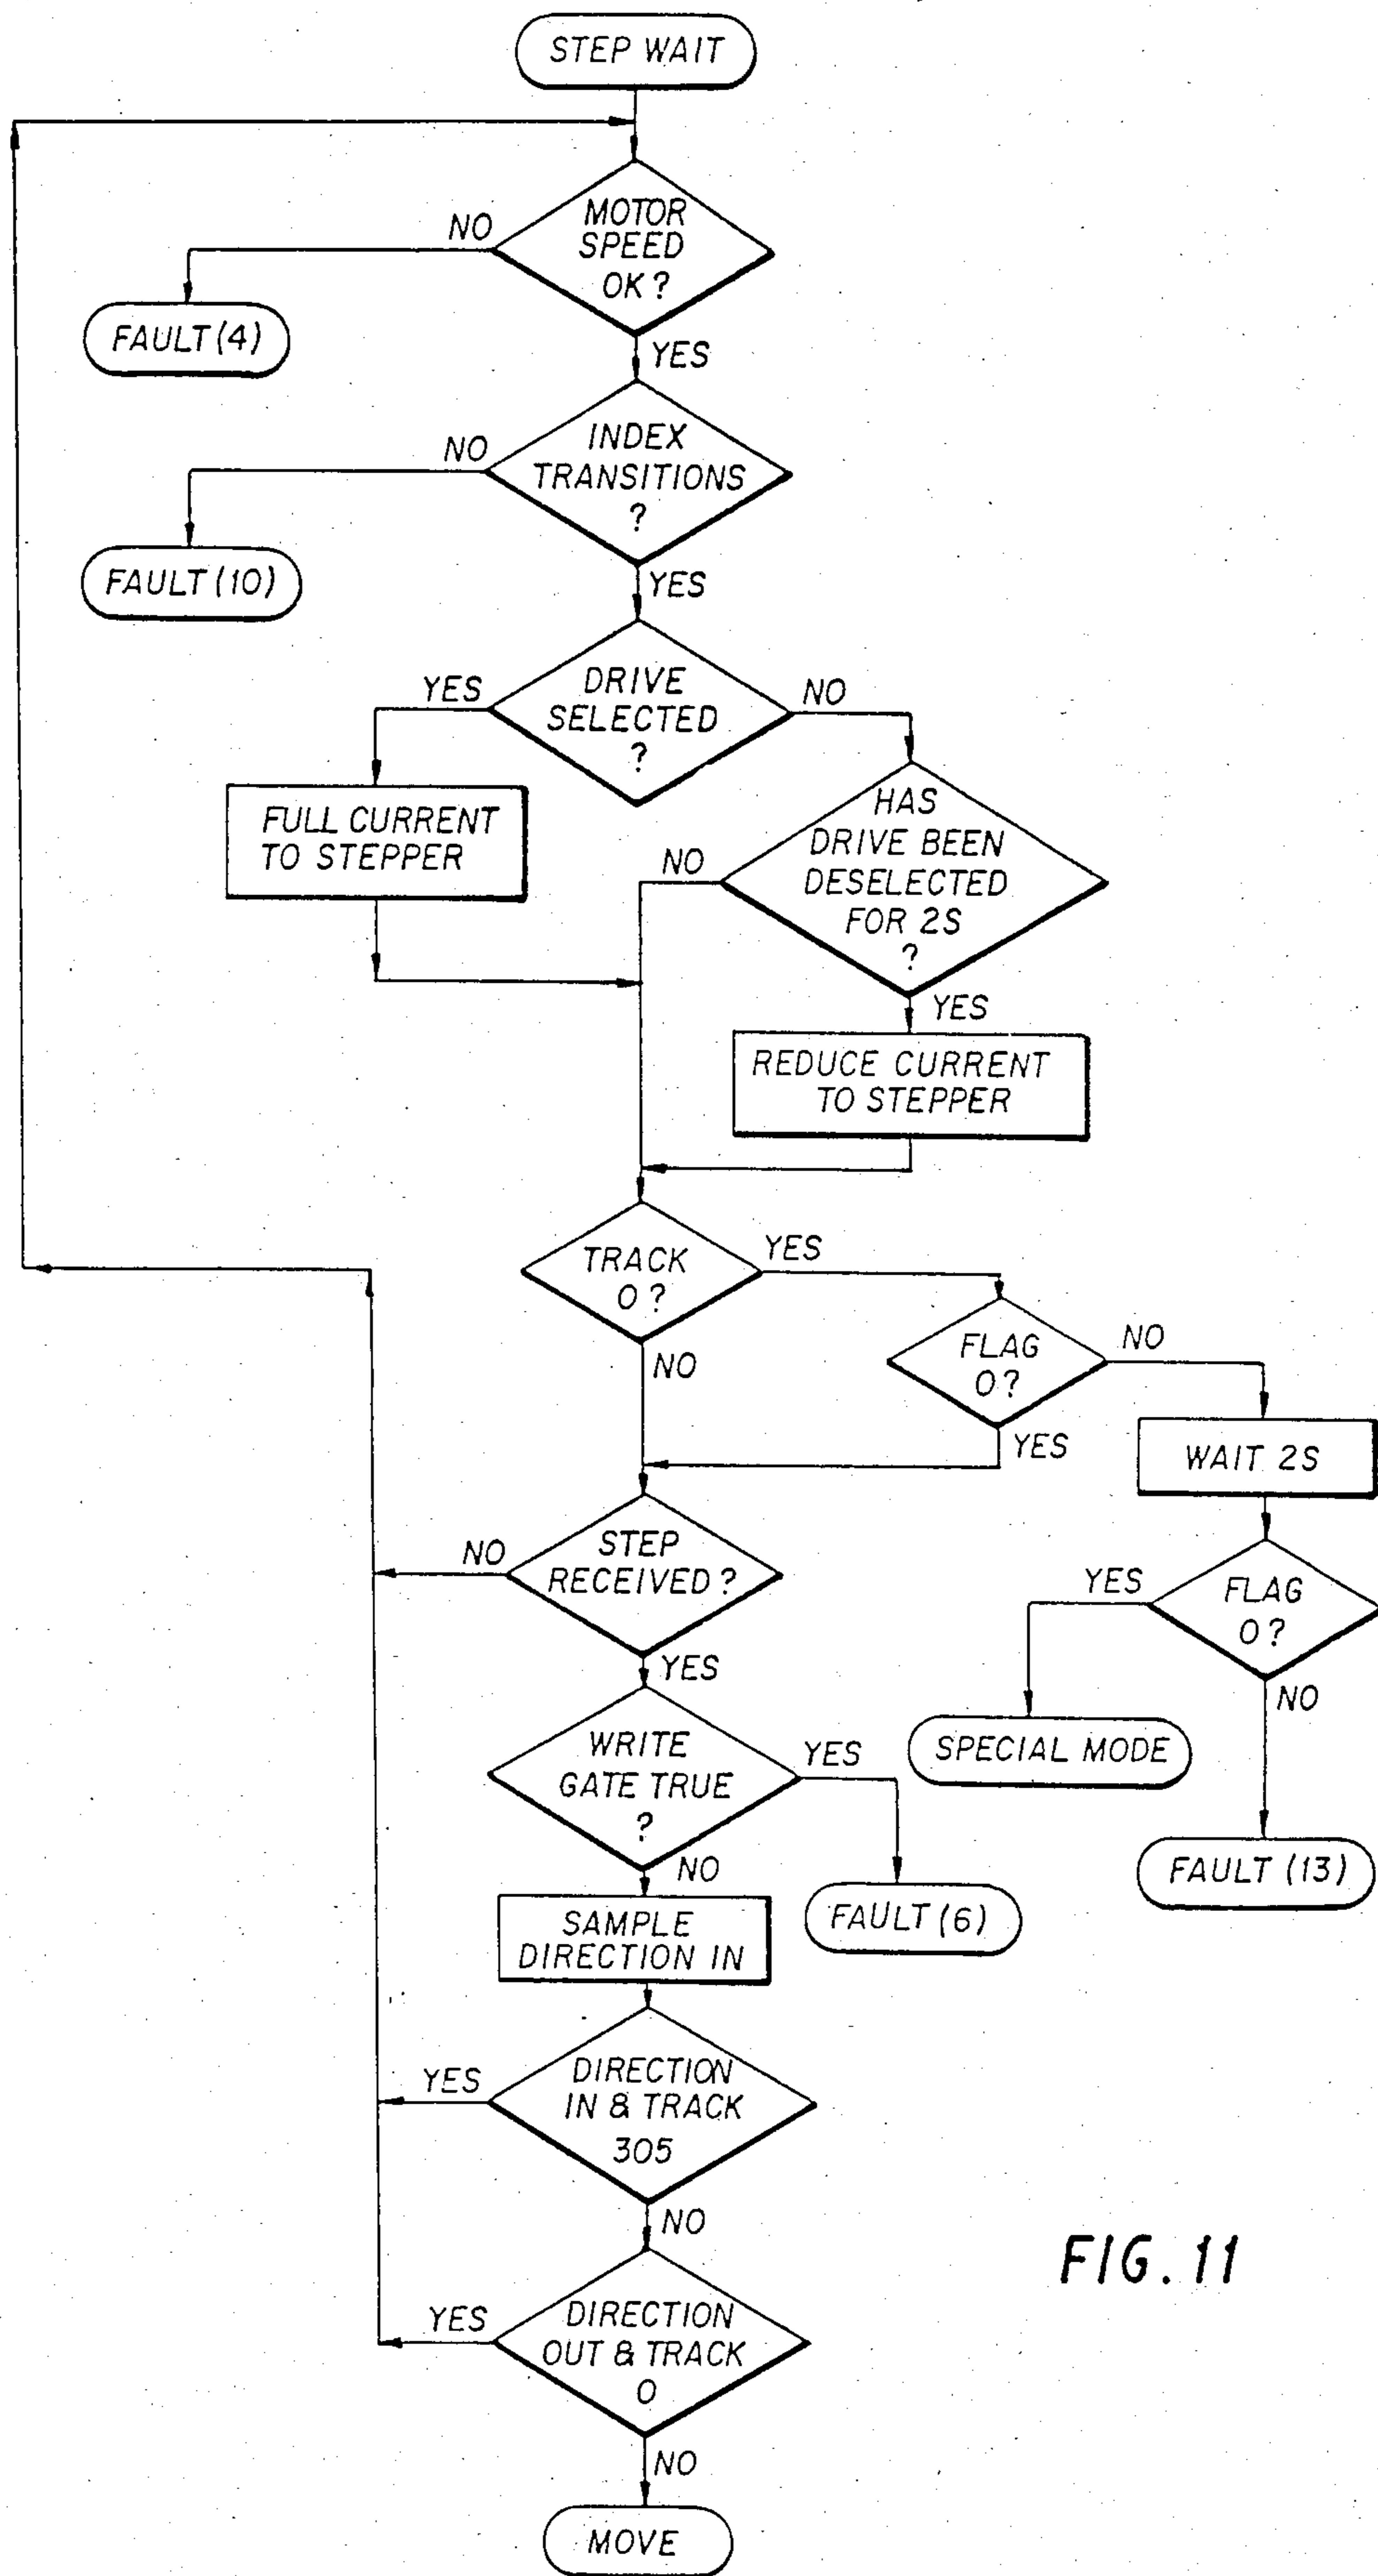 STEP WAIT
MOTOR
SPEED
OK?
NO
FAULT(4)
YES
INDEX
TRANSITIONS
?
NO
FAULT(10)
YES
DRIVE
SELECTED
?
YES
NO
FULL CURRENT
TO STEPPER
HAS
DRIVE BEEN
DESELECTED
FOR 2S
?
NO
YES
REDUCE CURRENT
TO STEPPER
TRACK
0?
YES
NO
FLAG
0?
NO
YES
WAIT 2S
STEP
RECEIVED?
NO
YES
FLAG
0?
YES
NO
SPECIAL MODE
FAULT (13)
WRITE
GATE TRUE
?
YES
NO
FAULT(6)
SAMPLE
DIRECTION IN
DIRECTION
IN & TRACK
305
YES
NO
DIRECTION
OUT & TRACK
0
YES
NO
MOVE
FIG. 11